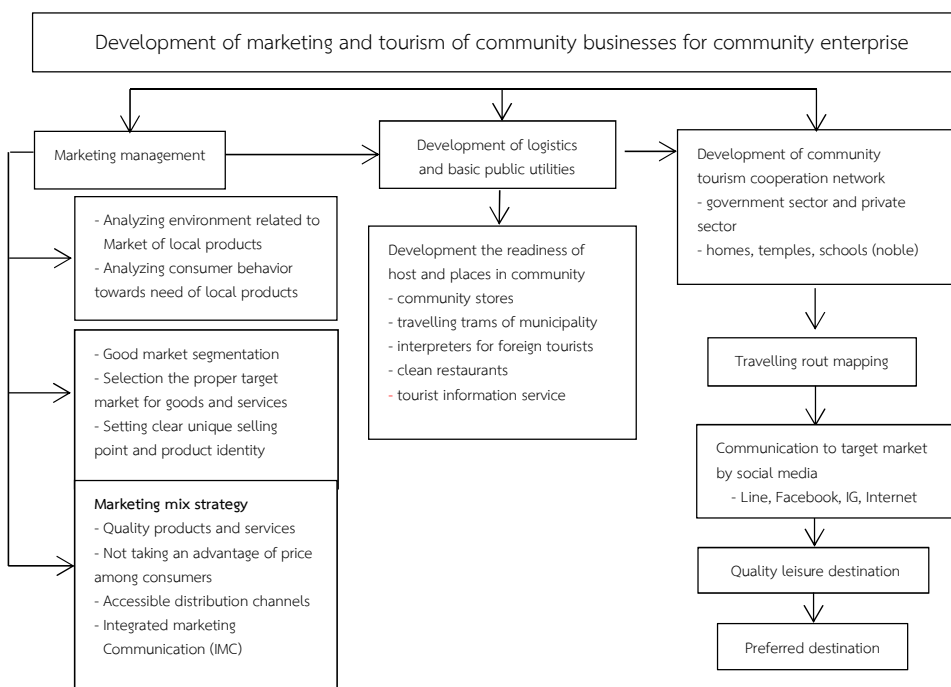 Development of marketing and tourism of community businesses for community enterprise
Marketing management
- Analyzing environment related to
Market of local products
- Analyzing consumer behavior
towards need of local products
- Good market segmentation
- Selection the proper target
market for goods and services
- Setting clear unique selling
point and product identity
Marketing mix strategy
- Quality products and services
- Not taking an advantage of price
among consumers
- Accessible distribution channels
- Integrated marketing
Communication (IMC)
Development of logistics
and basic public utilities
Development the readiness of
host and places in community
- community stores
- travelling trams of municipality
- interpreters for foreign tourists
- clean restaurants
- tourist information service
Development of community
tourism cooperation network
- government sector and private
sector
- homes, temples, schools (noble)
Travelling rout mapping
Communication to target market
by social media
- Line, Facebook, IG, Internet
Quality leisure destination
Preferred destination